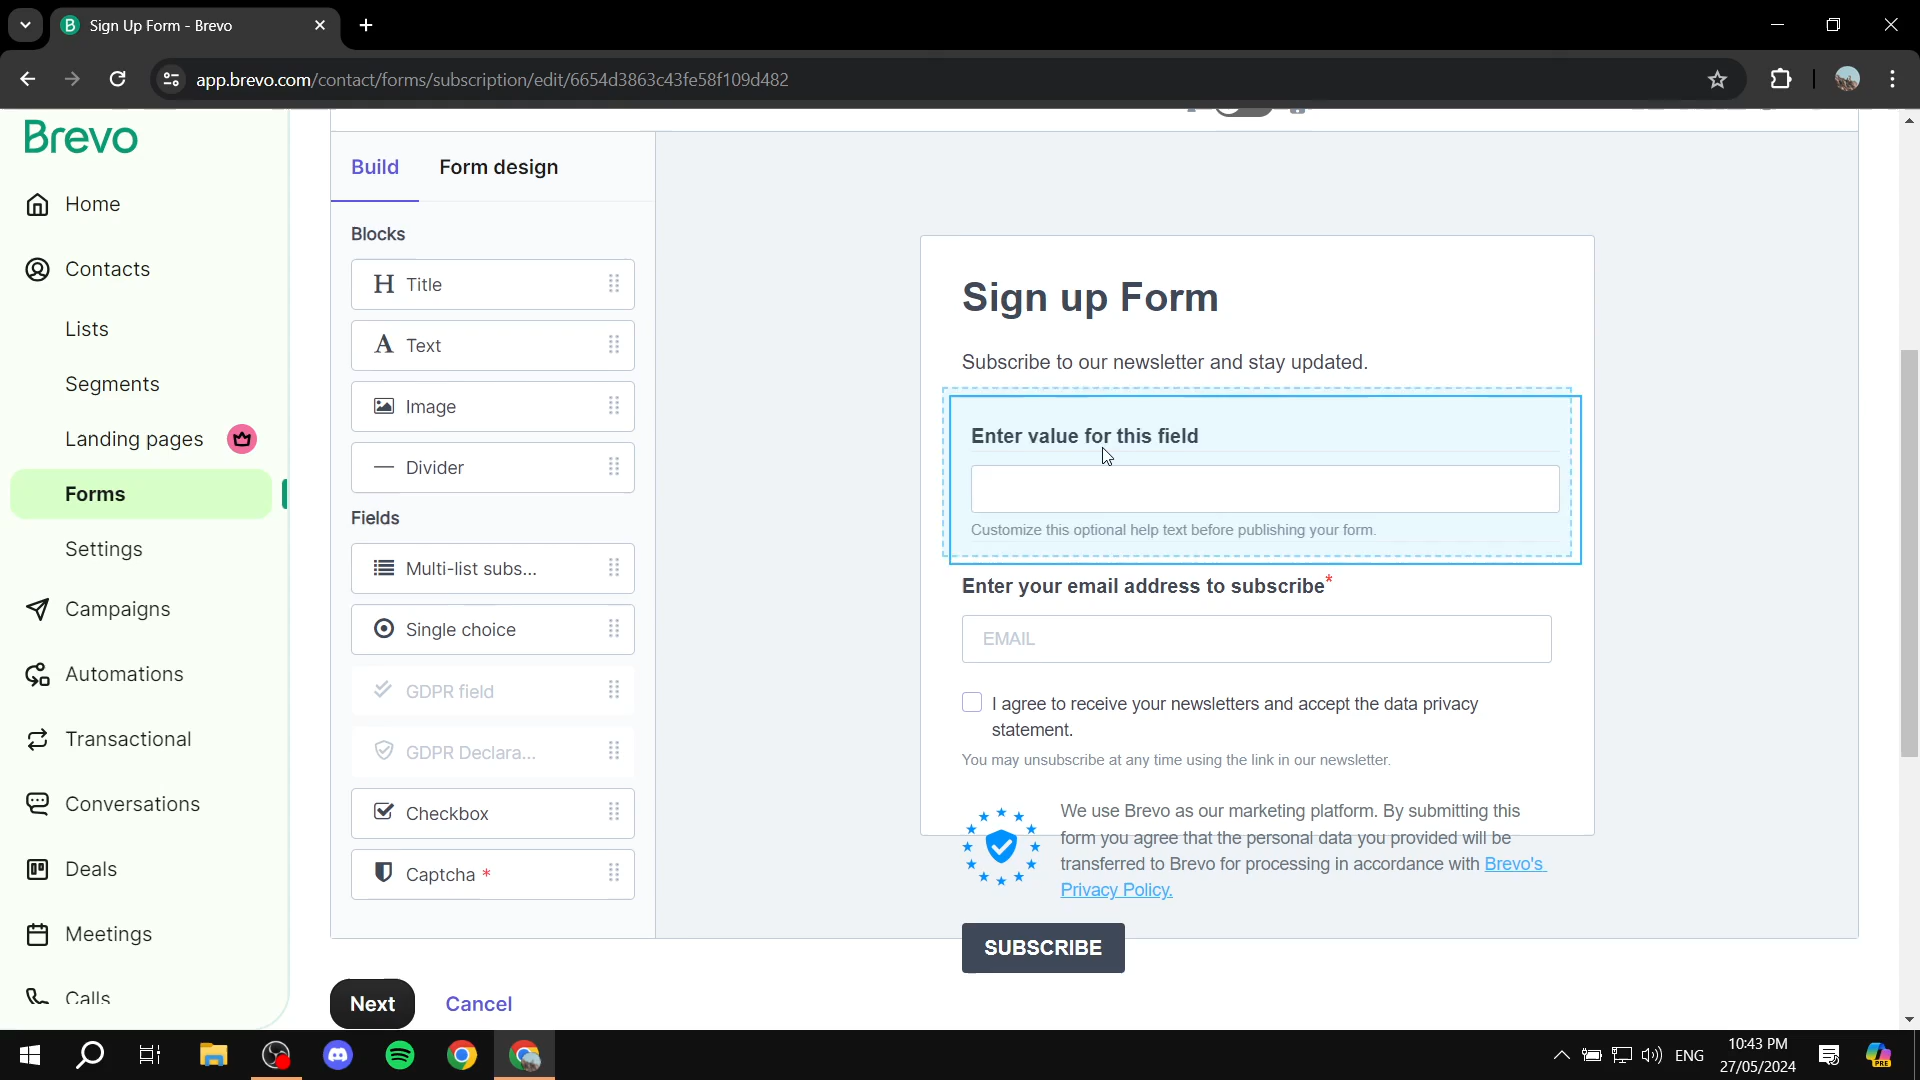 Sign Up Form - Brevo
app.brevo.com/contact/forms/subscription/edit/6654d3863c43fe58f109d482
Brevo
Home
Contacts
Lists
Segments
Landing pages
Forms
Settings
Campaigns
Automations
Transactional
Conversations
Deals
Meetings
Calls
Build
Form design
Blocks
H Title
A Text
Image
Divider
Fields
Multi-list subs...
Single choice
GDPR field
GDPR Declara...
Checkbox
Captcha *
Sign up Form
Subscribe to our newsletter and stay updated.
Enter value for this field
Customize this optional help text before publishing your form.
Enter your email address to subscribe*
EMAIL
I agree to receive your newsletters and accept the data privacy
statement.
You may unsubscribe at any time using the link in our newsletter.
We use Brevo as our marketing platform. By submitting this
form you agree that the personal data you provided will be
transferred to Brevo for processing in accordance with Brevo's
Privacy Policy.
SUBSCRIBE
Next
Cancel
ENG
10:43 PM
27/05/2024
PRE